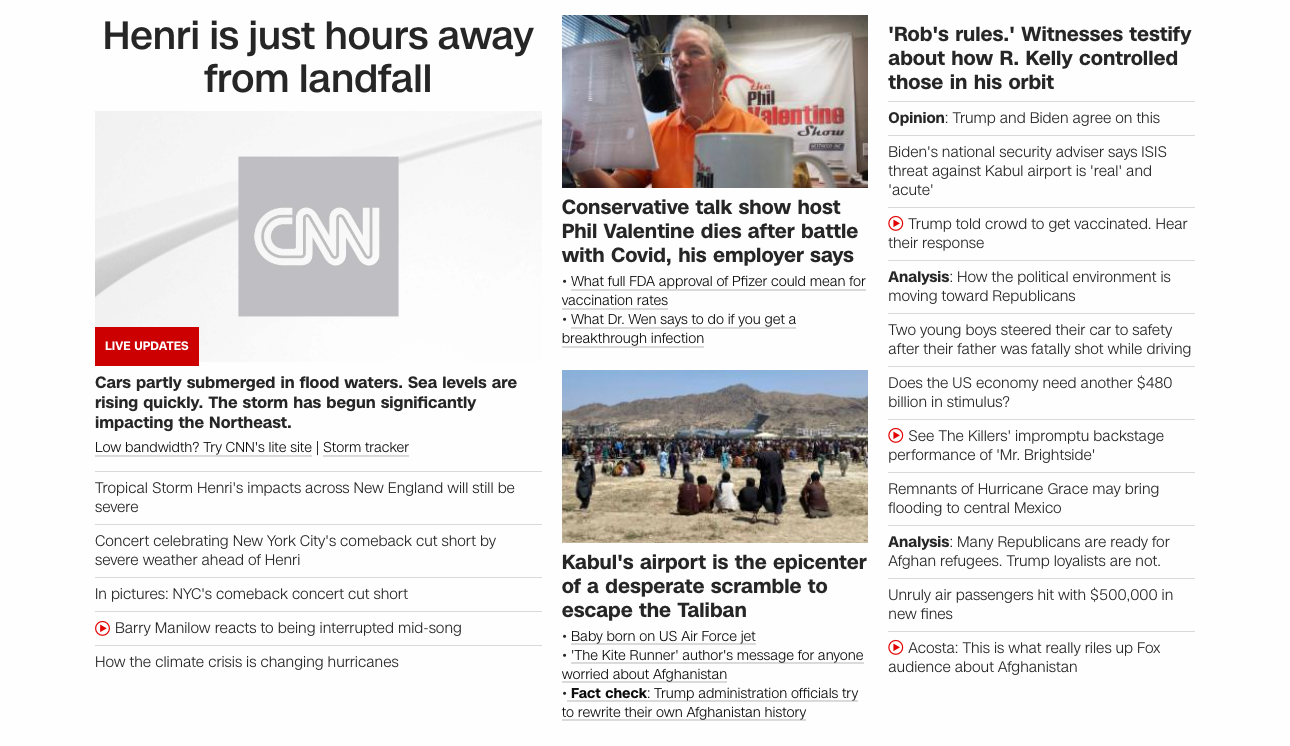 Henri is just hours away
from landfall
CNN
LIVE UPDATES
Cars partly submerged in flood waters. Sea levels are
rising quickly. The storm has begun significantly
impacting the Northeast.
Low bandwidth? Try CNN's lite site | Storm tracker
Tropical Storm Henri's impacts across New England will still be
severe
Concert celebrating New York City's comeback cut short by
severe weather ahead of Henri
In pictures: NYC's comeback concert cut short
Barry Manilow reacts to being interrupted mid-song
How the climate crisis is changing hurricanes
the
Phil
Valentine
Show
the
Phil
Conservative talk show host
Phil Valentine dies after battle
with Covid, his employer says
• What full FDA approval of Pfizer could mean for
vaccination rates
• What Dr. Wen says to do if you get a
breakthrough infection
Kabul's airport is the epicenter
of a desperate scramble to
escape the Taliban
• Baby born on US Air Force jet
• 'The Kite Runner' author's message for anyone
worried about Afghanistan
• Fact check: Trump administration officials try
to rewrite their own Afghanistan history
'Rob's rules.' Witnesses testify
about how R. Kelly controlled
those in his orbit
Opinion: Trump and Biden agree on this
Biden's national security adviser says ISIS
threat against Kabul airport is 'real' and
'acute'
Trump told crowd to get vaccinated. Hear
their response
Analysis: How the political environment is
moving toward Republicans
Two young boys steered their car to safety
after their father was fatally shot while driving
Does the US economy need another $480
billion in stimulus?
See The Killers' impromptu backstage
performance of 'Mr. Brightside'
Remnants of Hurricane Grace may bring
flooding to central Mexico
Analysis: Many Republicans are ready for
Afghan refugees. Trump loyalists are not.
Unruly air passengers hit with $500,000 in
new fines
Acosta: This is what really riles up Fox
audience about Afghanistan